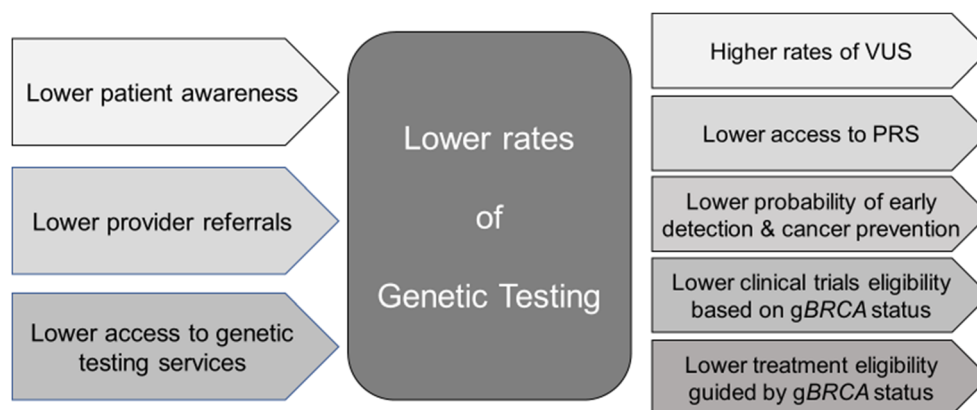 Lower patient awareness
Lower provider referrals
Lower access to genetic
testing services
Lower rates
of
Genetic Testing
Higher rates of VUS
Lower access to PRS
Lower probability of early
detection & cancer prevention
Lower clinical trials eligibility
based on gBRCA status
Lower treatment eligibility
guided by gBRCA status